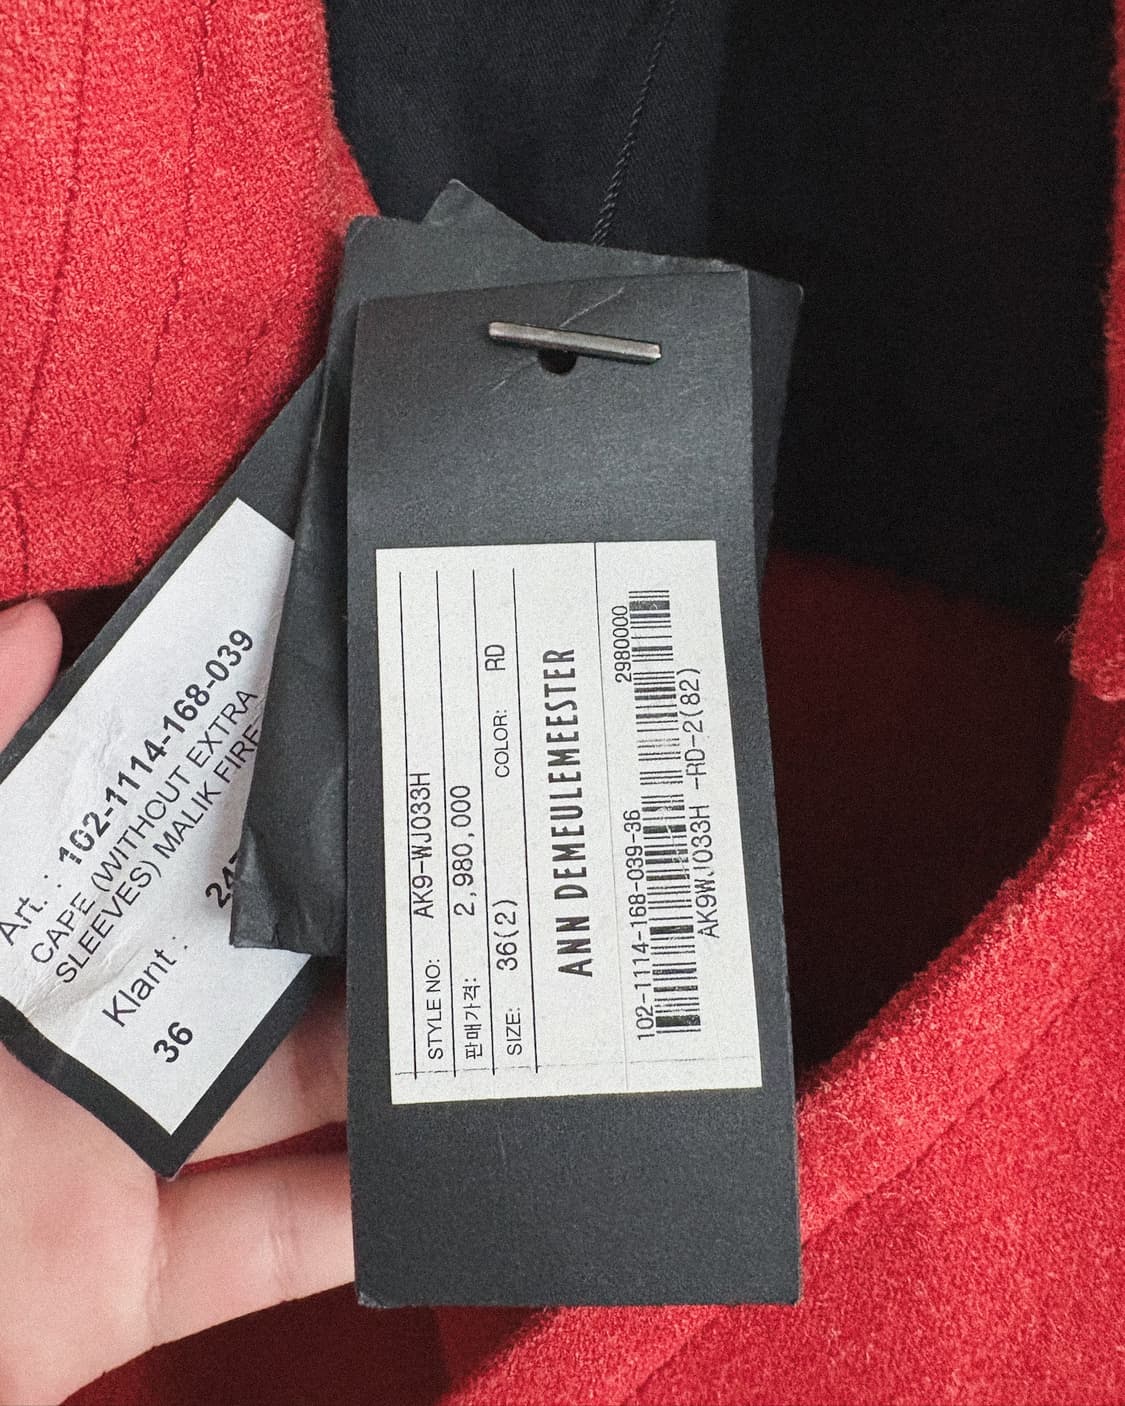 Art.: 102-1114-168-039
CAPE (WITHOUT EXTRA
SLEEVES) MALIK FIRE
Klant :
36
STYLE NO: AK9-WJ033H
판매가격: 2,980,000
SIZE: 36(2) COLOR: RD
ANN DEMEULEMEESTER
2980000
102-1114-168-039-36
AK9WJ033H -RD-2(82)